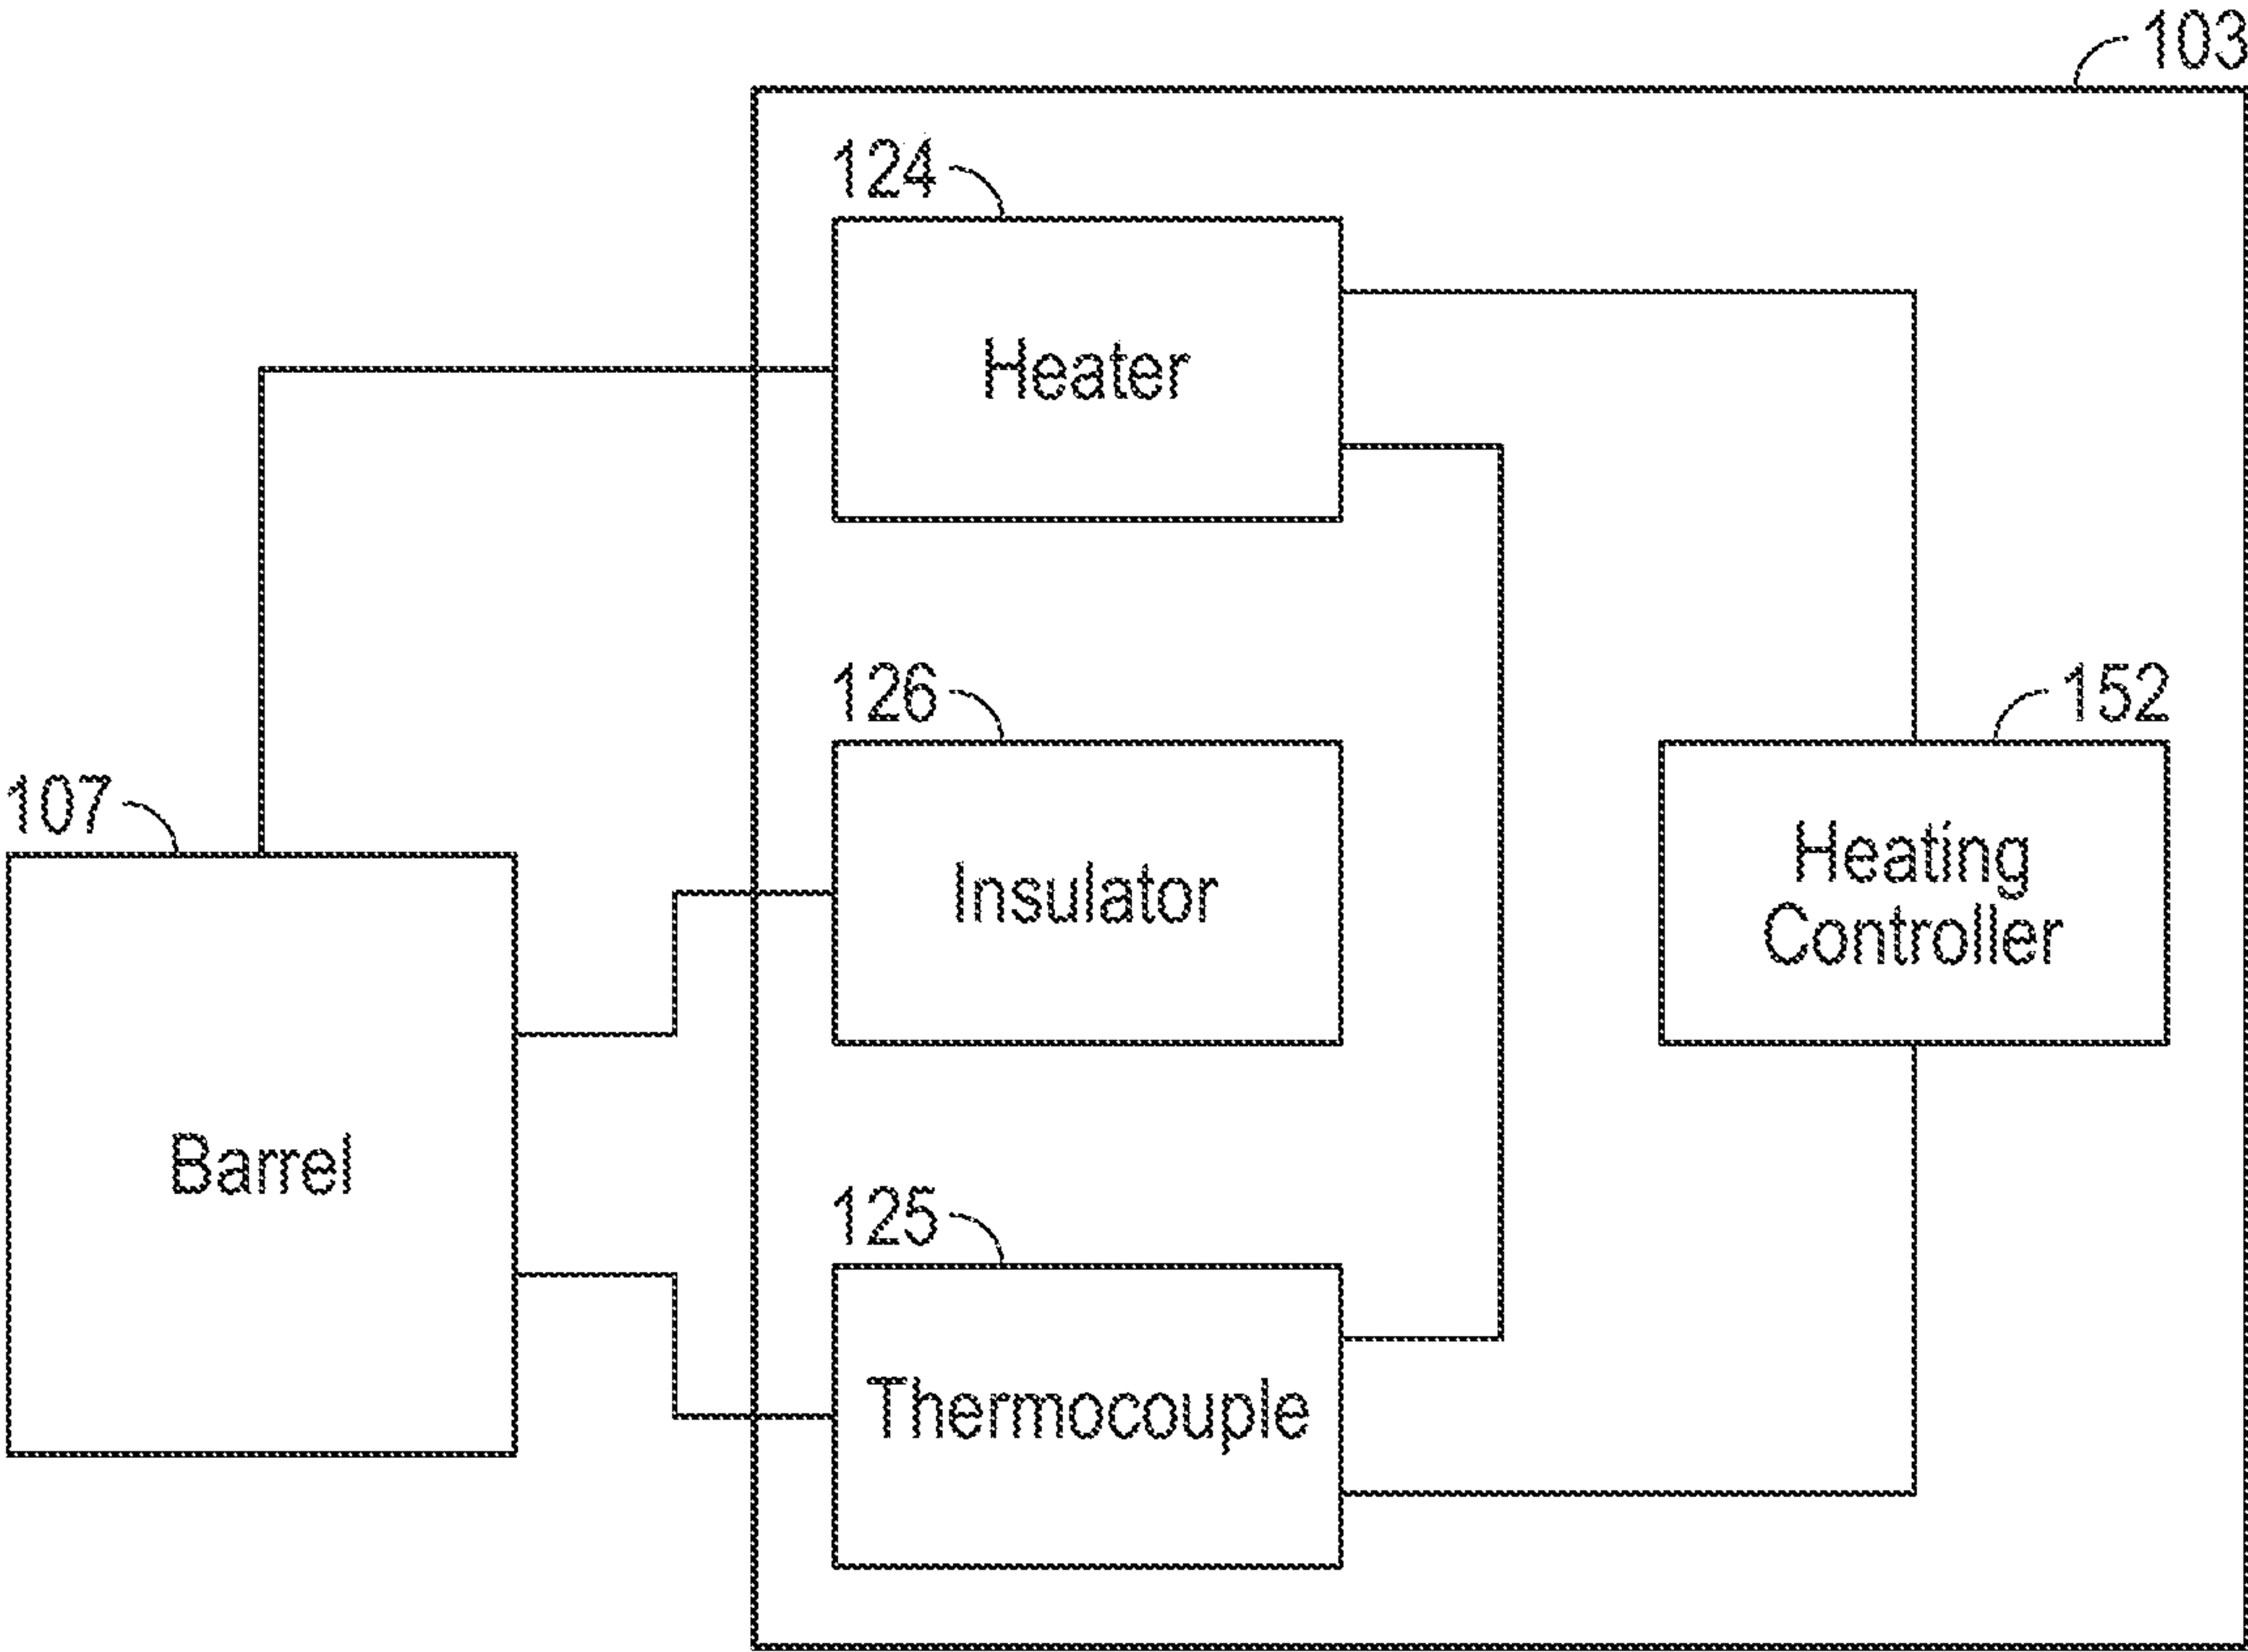 103
124
Heater
126
152
107
Insulator
Heating
Controller
Barrel
125
Thermocouple